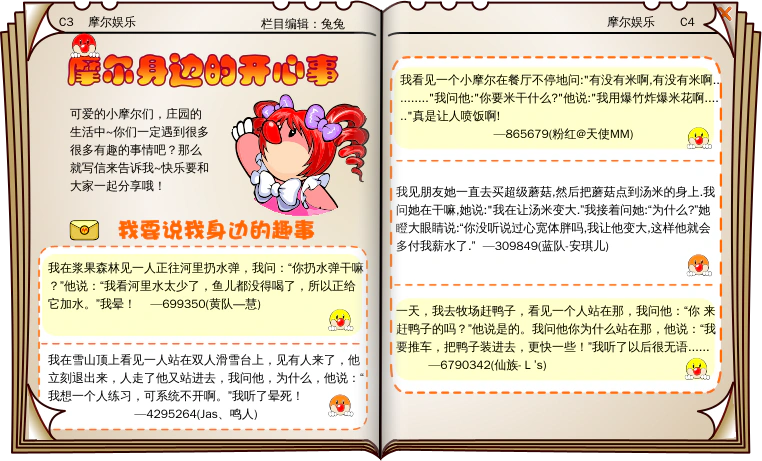 C3 摩尔娱乐 栏目编辑：兔兔
摩尔身边的开心事
可爱的小摩尔们，庄园的
生活中~你们一定遇到很多
很多有趣的事情吧？那么
就写信来告诉我~快乐要和
大家一起分享哦！
我要说我身边的趣事
我在浆果森林见一人正往河里扔水弹，我问：“你扔水弹干嘛
？”他说：“我看河里水太少了，鱼儿都没得喝了，所以正给
它加水。”我晕！ —699350(黄队—慧)
我在雪山顶上看见一人站在双人滑雪台上，见有人来了，他
立刻退出来，人走了他又站进去，我问他，为什么，他说：“
我想一个人练习，可系统不开啊。”我听了晕死！
—4295264(Jas、鸣人)
摩尔娱乐 C4
我看见一个小摩尔在餐厅不停地问:"有没有米啊,有没有米啊..
........"我问他:"你要米干什么?"他说:"我用爆竹炸爆米花啊....
.."真是让人喷饭啊!
—865679(粉红@天使MM)
我见朋友她一直去买超级蘑菇,然后把蘑菇点到汤米的身上.我
问她在干嘛,她说:"我在让汤米变大."我接着问她:“为什么?”她
瞪大眼睛说:“你没听说过心宽体胖吗,我让他变大,这样他就会
多付我薪水了.” —309849(蓝队-安琪儿)
一天，我去牧场赶鸭子，看见一个人站在那，我问他：“你 来
赶鸭子的吗？”他说是的。我问他你为什么站在那，他说：“我
要推车，把鸭子装进去，更快一些！”我听了以后很无语......
—6790342(仙族- L 's)